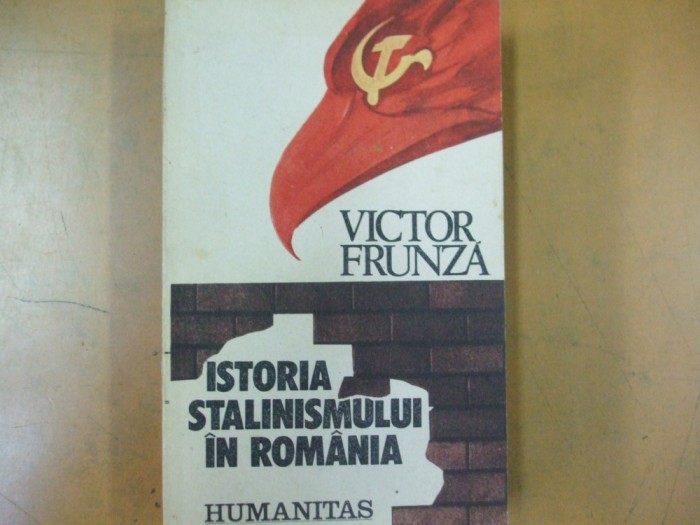 VICTOR
FRUNZĂ
ISTORIA
STALINISMULUI
ÎN ROMÂNIA
HUMANITAS